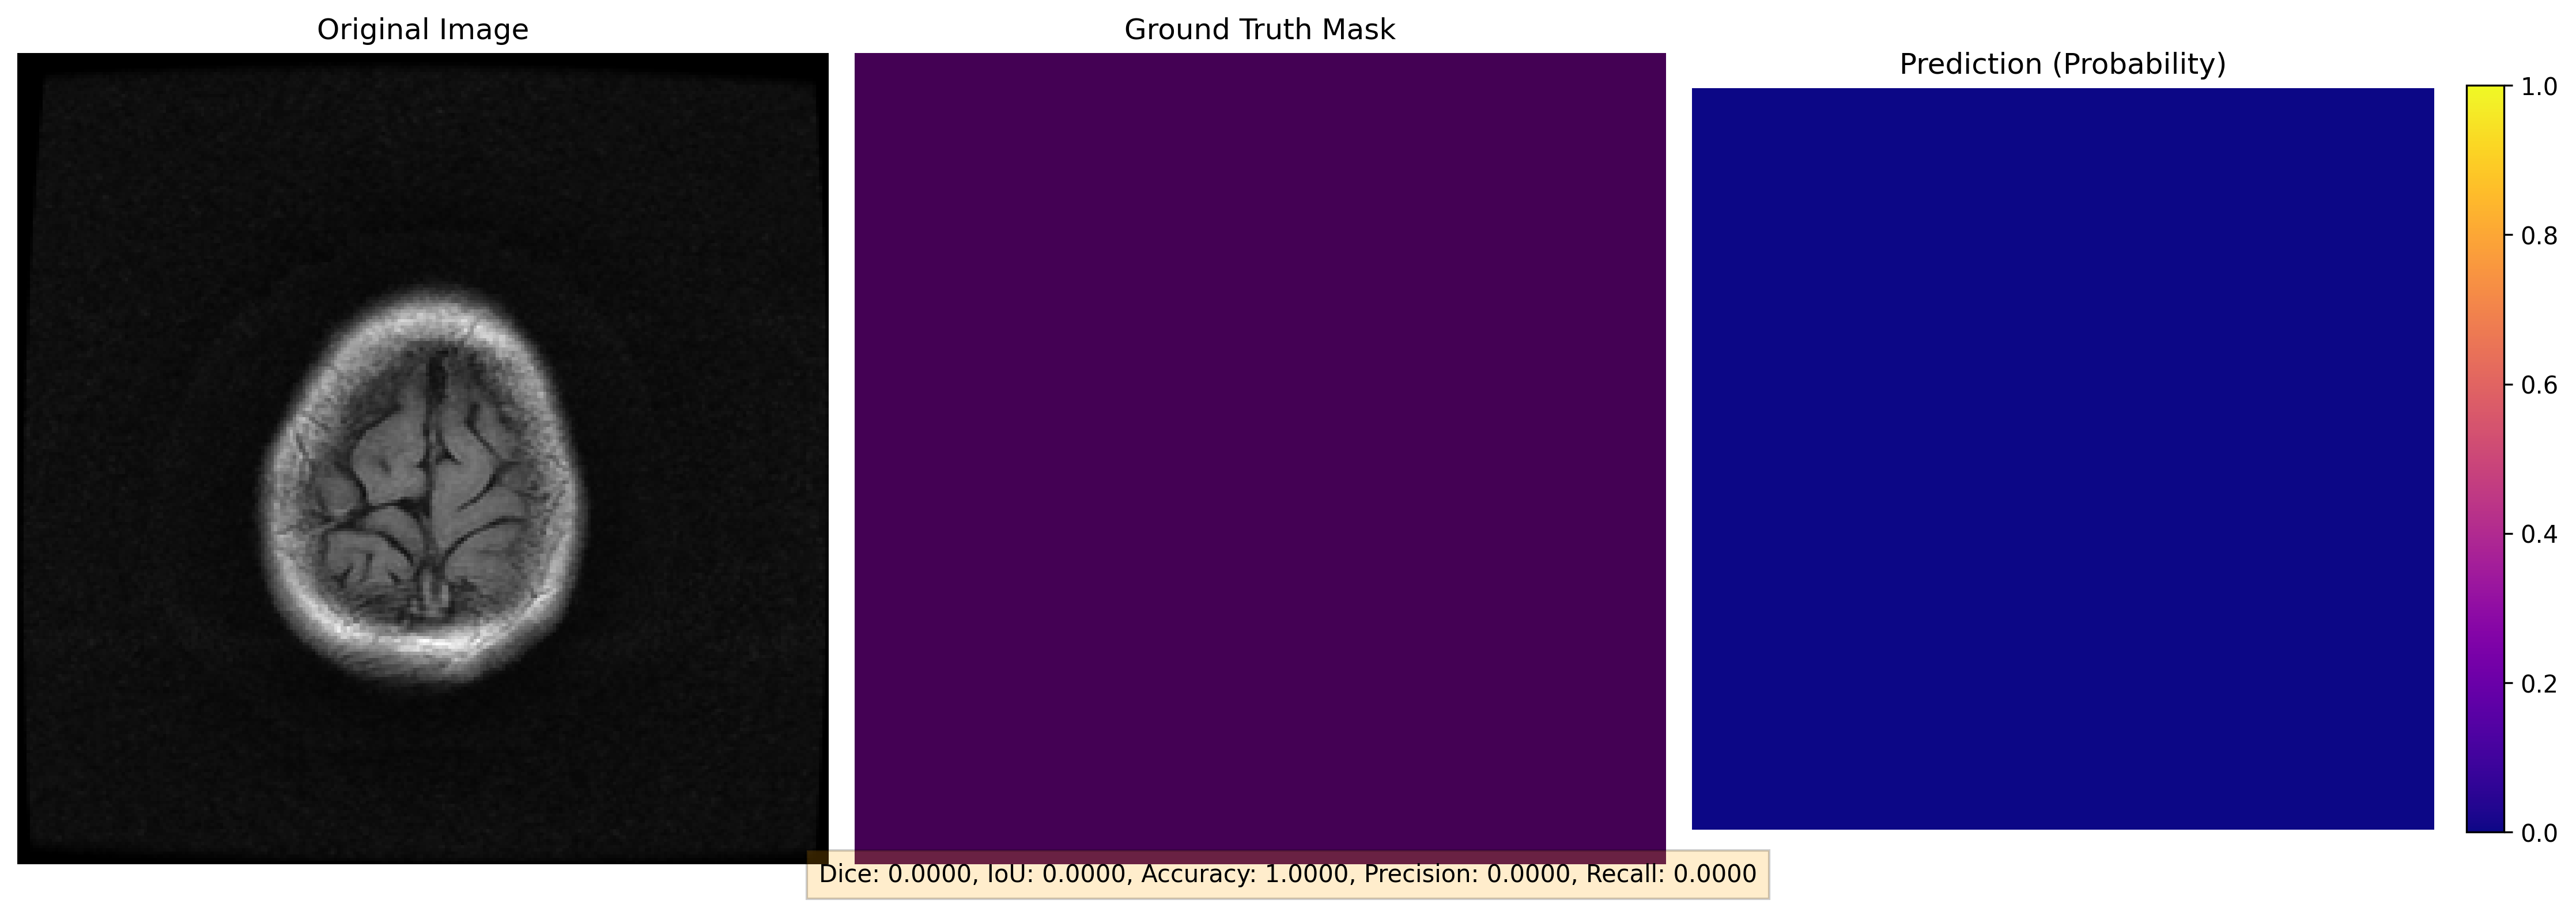 Original Image
Ground Truth Mask
Prediction (Probability)
1.0
0.8
0.6
0.4
0.2
0.0
Dice: 0.0000, IoU: 0.0000, Accuracy: 1.0000, Precision: 0.0000, Recall: 0.0000